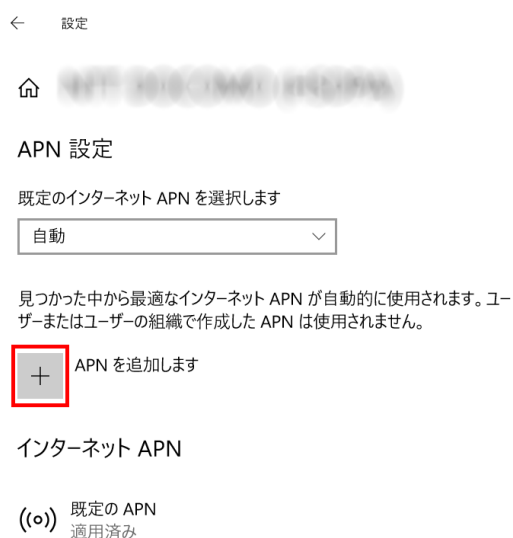 設定
APN 設定
既定のインターネット APN を選択します
自動
見つかった中から最適なインターネット APN が自動的に使用されます。ユー
ザーまたはユーザーの組織で作成した APN は使用されません。
APN を追加します
インターネット APN
既定の APN
適用済み